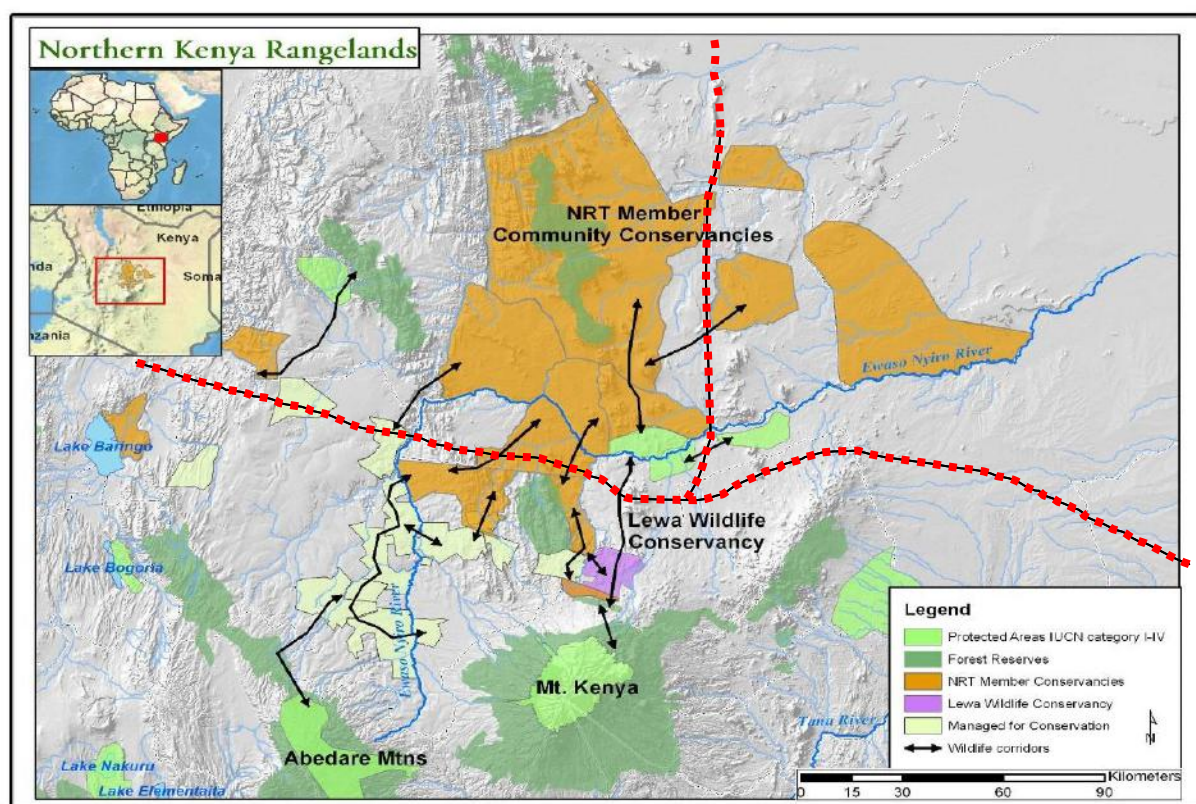 Northern Kenya Rangelands
Ethiopia
Kenya
nda
Soma
nzania
NRT Member
Community Conservancies
Ewaso Nyiro River
Lake Baringo
Lewa Wildlife
Conservancy
Lake Bogoria
Ewaso Nyiro River
Mt. Kenya
Abedare Mtns
Tana River
Lake Nakuru
Lake Elementaita
Legend
Protected Areas IUCN category I-IV
Forest Reserves
NRT Member Conservancies
Lewa Wildlife Conservancy
Managed for Conservation
Wildlife corridors
N
Kilometers
0 15 30 60 90